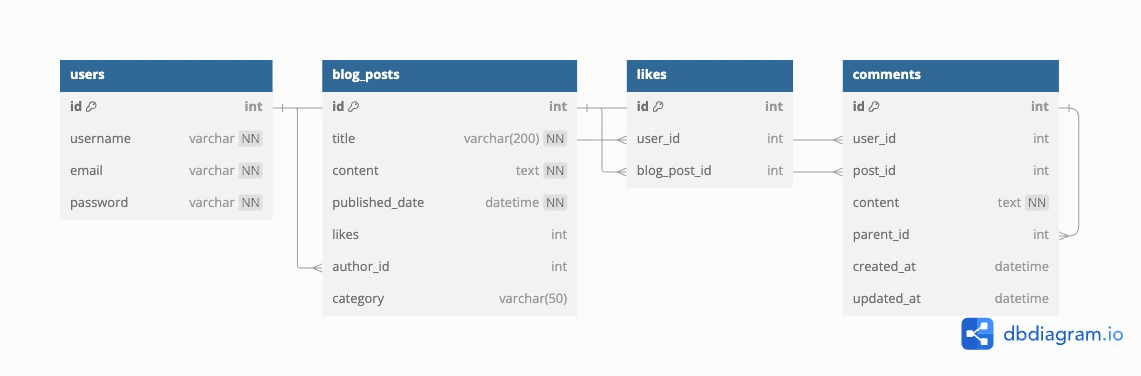 users
id int
username varchar NN
email varchar NN
password varchar NN
blog_posts
id int
title varchar(200) NN
content text NN
published_date datetime NN
likes int
author_id int
category varchar(50)
likes
id int
user_id int
blog_post_id int
comments
id int
user_id int
post_id int
content text NN
parent_id int
created_at datetime
updated_at datetime
dbdiagram.io